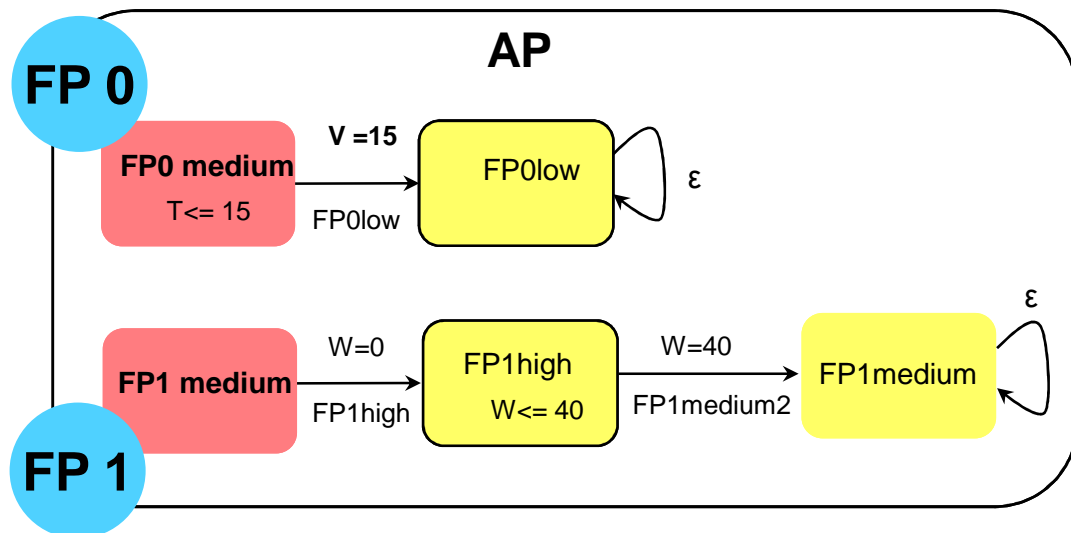 AP
FP 0
V =15
FP0 medium
T<= 15
FP0low
FP0low
ε
FP 1
FP1 medium
W=0
FP1high
FP1high
W<= 40
W=40
FP1medium2
FP1medium
ε